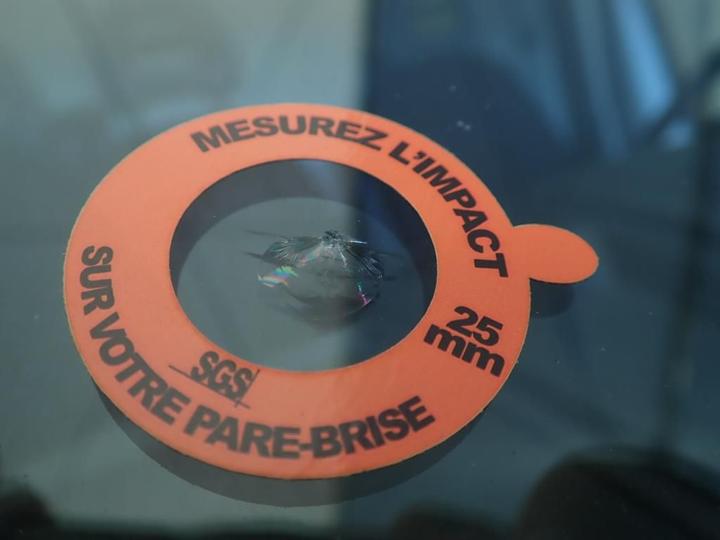 MESUREZ L'IMPACT
25
mm
SGS
SUR VOTRE PARE-BRISE